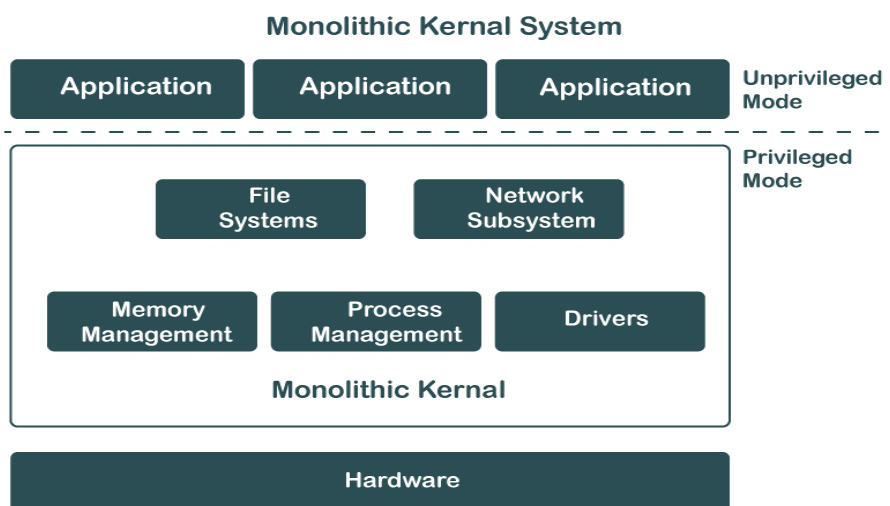 Monolithic Kernal System
Application
Application
Application
Unprivileged
Mode
Privileged
Mode
File
Systems
Network
Subsystem
Memory
Management
Process
Management
Drivers
Monolithic Kernal
Hardware